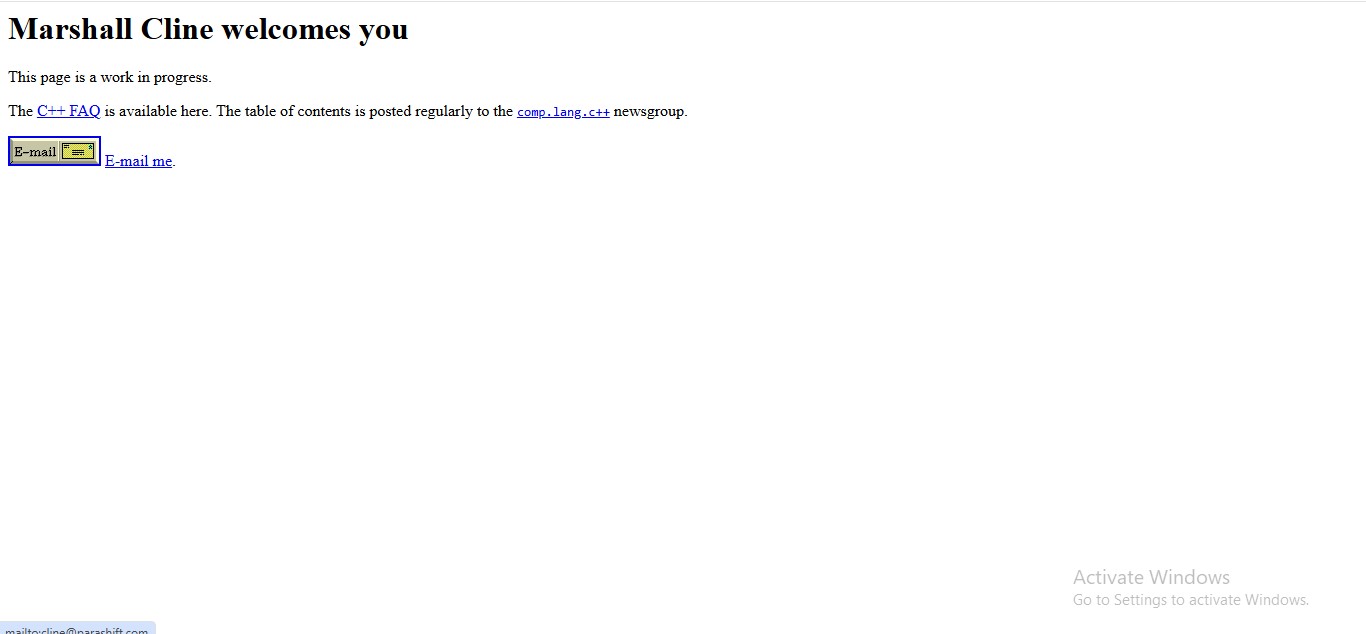 Marshall Cline welcomes you
This page is a work in progress.
The C++ FAQ is available here. The table of contents is posted regularly to the comp.lang.c++ newsgroup.
E-mail E-mail me.
Activate Windows
Go to Settings to activate Windows.
mailto:cline@parashift.com